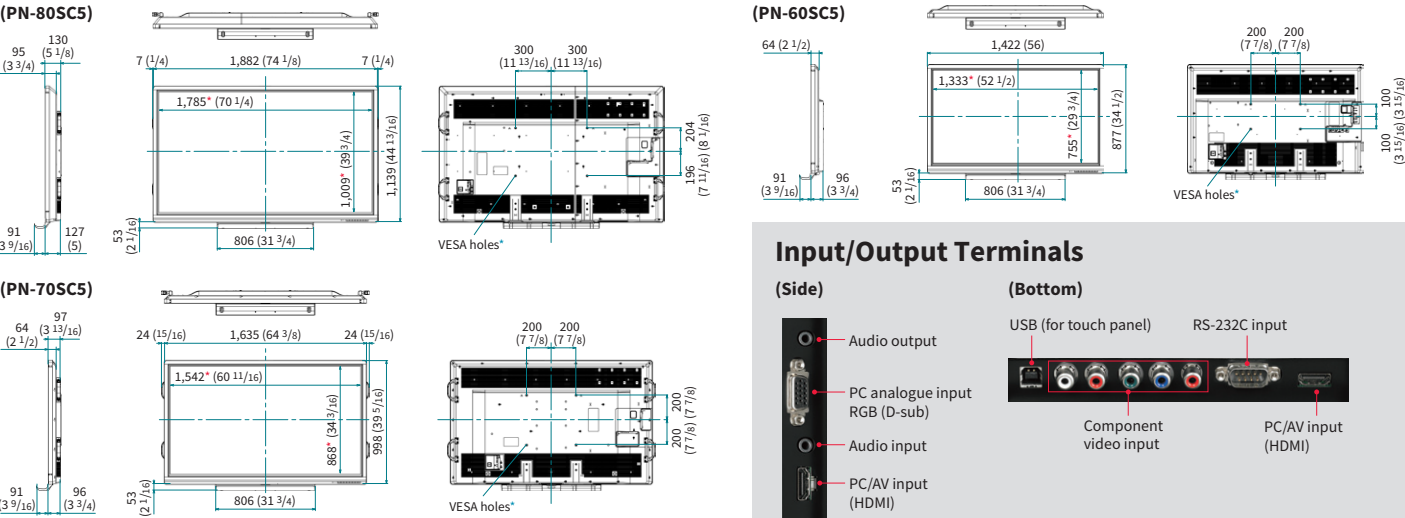 (PN-80SC5)
130
(5 1/8)
95
(3 3/4)
7 (1/4)
1,882 (74 1/8)
7 (1/4)
1,785* (70 1/4)
1,009* (39 3/4)
1,139 (44 13/16)
53
(2 1/16)
806 (31 3/4)
91
(3 9/16)
127
(5)
300
(11 13/16)
300
(11 13/16)
204
(8 1/16)
196
(7 11/16)
VESA holes*
(PN-60SC5)
64 (2 1/2)
1,422 (56)
1,333* (52 1/2)
755* (29 3/4)
877 (34 1/2)
91
(3 9/16)
96
(3 3/4)
53
(2 1/16)
806 (31 3/4)
200
(7 7/8)
200
(7 7/8)
100
(3 15/16)
100
(3 15/16)
VESA holes*
(PN-70SC5)
97
(3 13/16)
64
(2 1/2)
24 (15/16)
1,635 (64 3/8)
24 (15/16)
1,542* (60 11/16)
868* (34 3/16)
998 (39 5/16)
91
(3 9/16)
96
(3 3/4)
53
(2 1/16)
806 (31 3/4)
200
(7 7/8)
200
(7 7/8)
200
(7 7/8)
200
(7 7/8)
VESA holes*
Input/Output Terminals
(Side)
Audio output
PC analogue input
RGB (D-sub)
Audio input
PC/AV input
(HDMI)
(Bottom)
USB (for touch panel)
RS-232C input
Component
video input
PC/AV input
(HDMI)